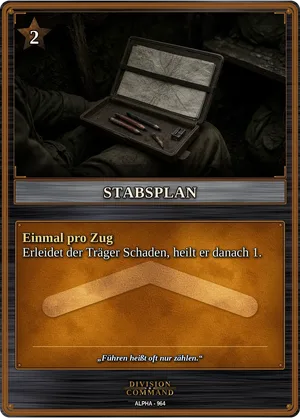 2
STABSPLAN
Einmal pro Zug
Erleidet der Träger Schaden, heilt er danach 1.
„Führen heißt oft nur zählen.“
DIVISION
COMMAND
ALPHA - 964